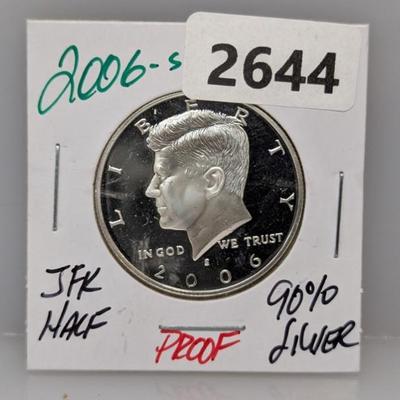 2006-S
2644
LIBERTY
IN GOD WE TRUST
S
2006
JFK
HALF
PROOF
90%
SILVER